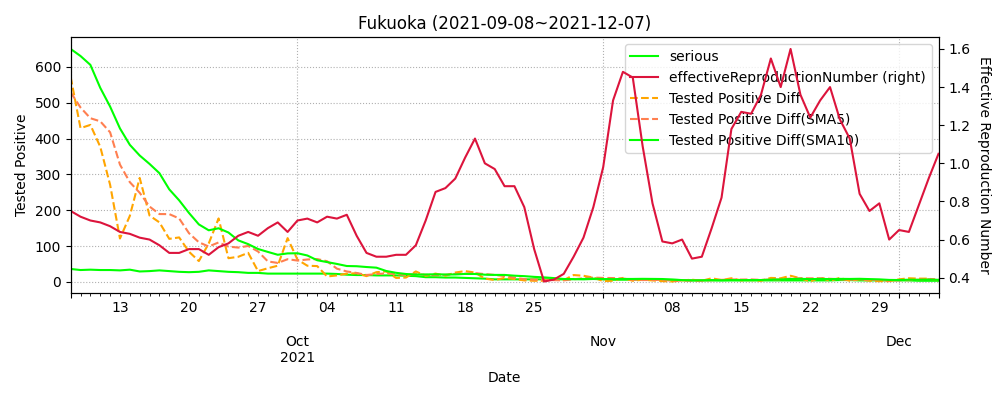 Fukuoka (2021-09-08~2021-12-07)
Tested Positive
600
500
400
300
200
100
0
serious
effectiveReproductionNumber (right)
Tested Positive Diff
Tested Positive Diff(SMA5)
Tested Positive Diff(SMA10)
1.6
1.4
1.2
1.0
0.8
0.6
0.4
Effective Reproduction Number
13 20 27 04 11 18 25 08 15 22 29
Oct Nov Dec
2021
Date